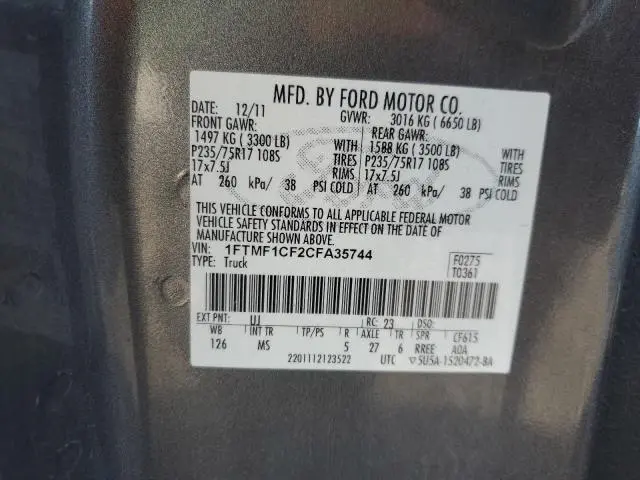 MFD. BY FORD MOTOR CO.
DATE: 12/11 GVWR: 3016 KG ( 6650 LB)
FRONT GAWR: REAR GAWR:
1497 KG ( 3300 LB) WITH 1588 KG ( 3500 LB) WITH
P235/75R17 108S TIRES P235/75R17 108S TIRES
17x7.5J RIMS 17x7.5J RIMS
AT 260 kPa/ 38 PSI COLD AT 260 kPa/ 38 PSI COLD
THIS VEHICLE CONFORMS TO ALL APPLICABLE FEDERAL MOTOR
VEHICLE SAFETY STANDARDS IN EFFECT ON THE DATE OF
MANUFACTURE SHOWN ABOVE.
VIN: 1FTMF1CF2CFA35744 F0275
TYPE: Truck T0361
EXT PNT: UJ RC: 23 DSO:
WB INT TR TP/PS R AXLE TR SPR CF615
126 MS 5 27 6 RREE AOA
2201112123522 UTC ▽5U5A-1520472-BA
Ford